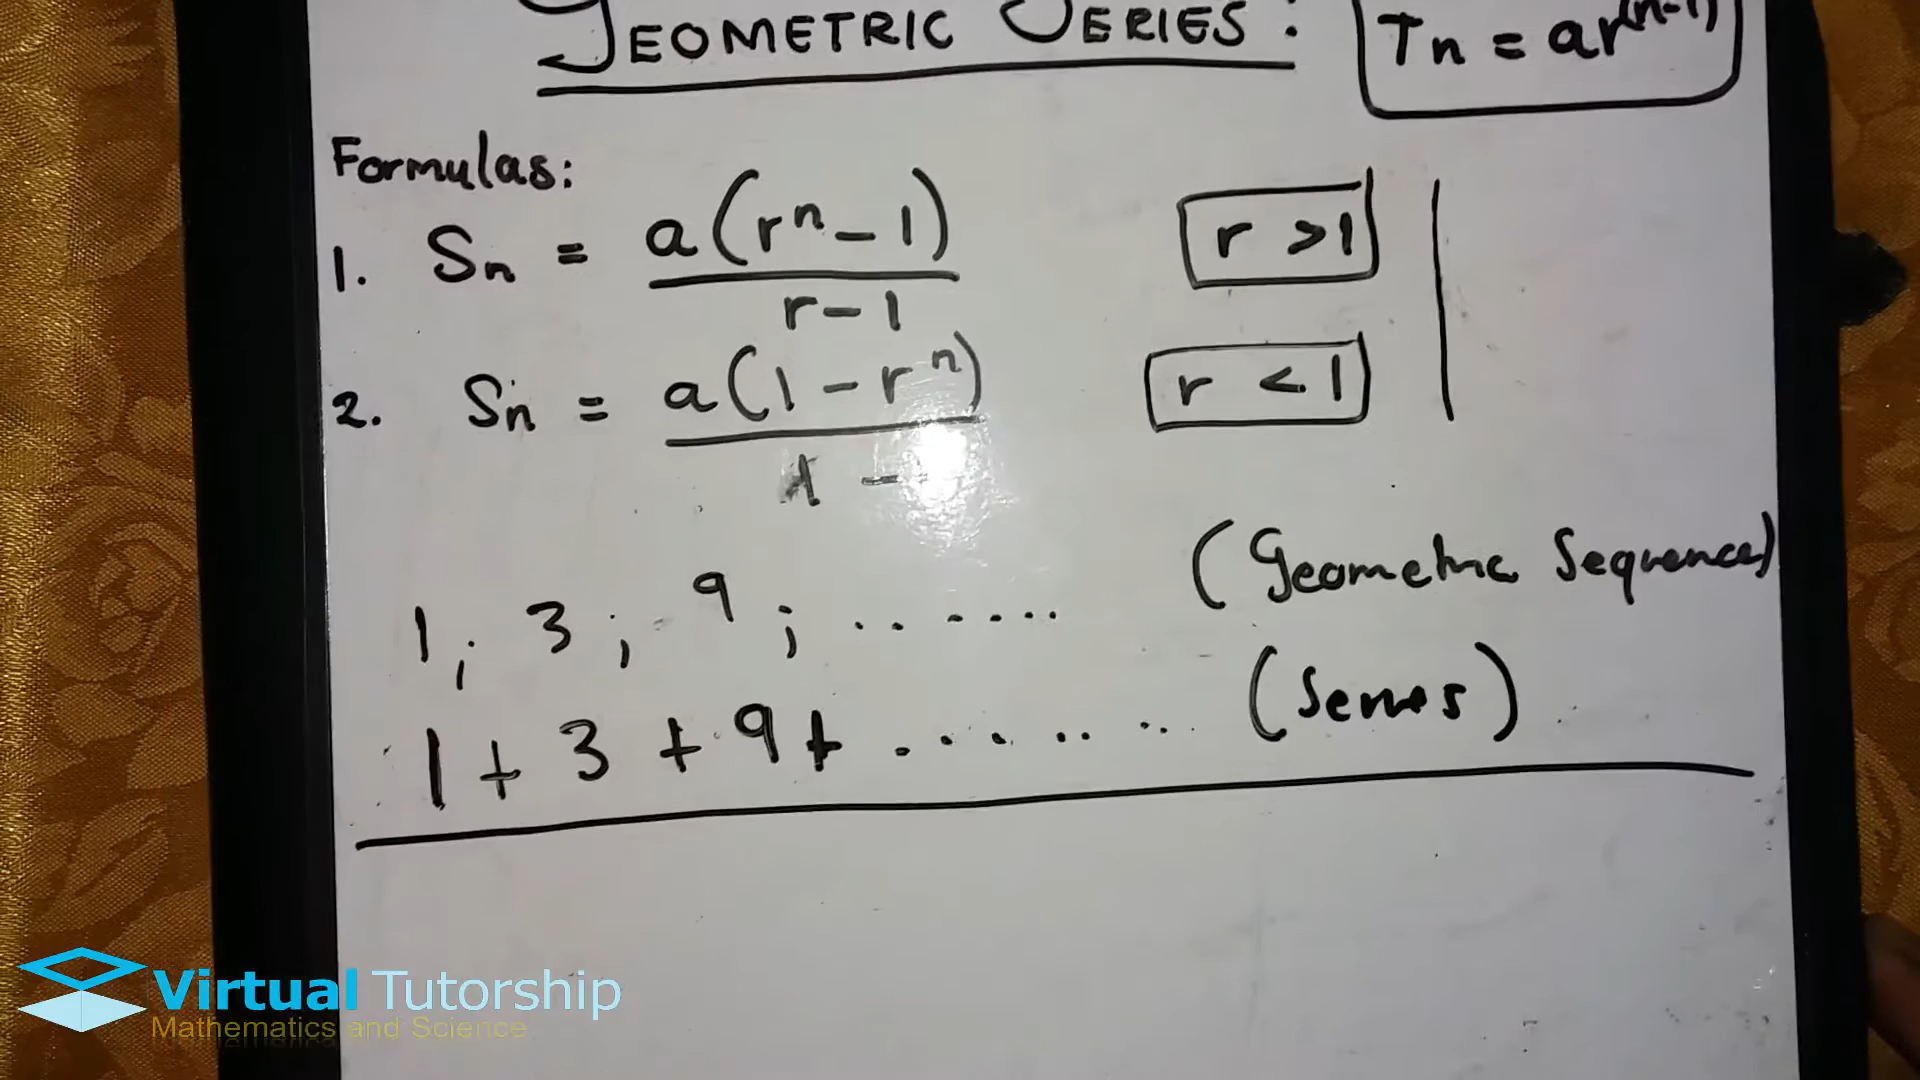 GEOMETRIC SERIES: Tn = ar^(n-1)
Formulas:
1. Sn = a(r^n - 1) / r - 1   r > 1
2. Sn = a(1 - r^n) / 1 -   r < 1
1 ; 3 ; 9 ; ....... (Geometric Sequences)
1 + 3 + 9 + ......... (Series)
Virtual Tutorship
Mathematics and Science